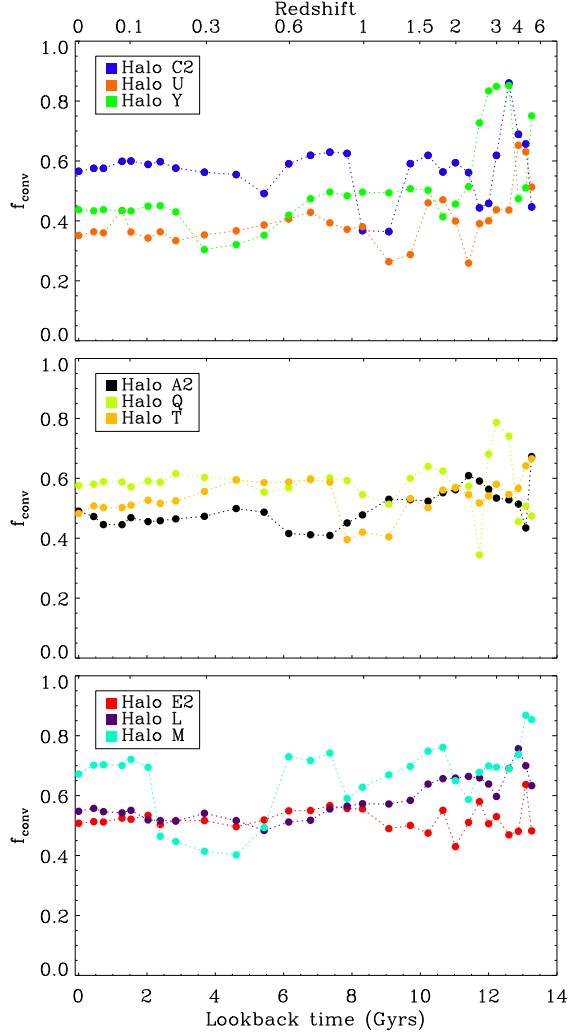 Redshift
0 0.1 0.3 0.6 1 1.5 2 3 4 6
1.0
0.8
0.6
0.4
0.2
0.0
f_conv
Halo C2
Halo U
Halo Y
1.0
0.8
0.6
0.4
0.2
0.0
f_conv
Halo A2
Halo Q
Halo T
1.0
0.8
0.6
0.4
0.2
0.0
f_conv
Halo E2
Halo L
Halo M
0 2 4 6 8 10 12 14
Lookback time (Gyrs)